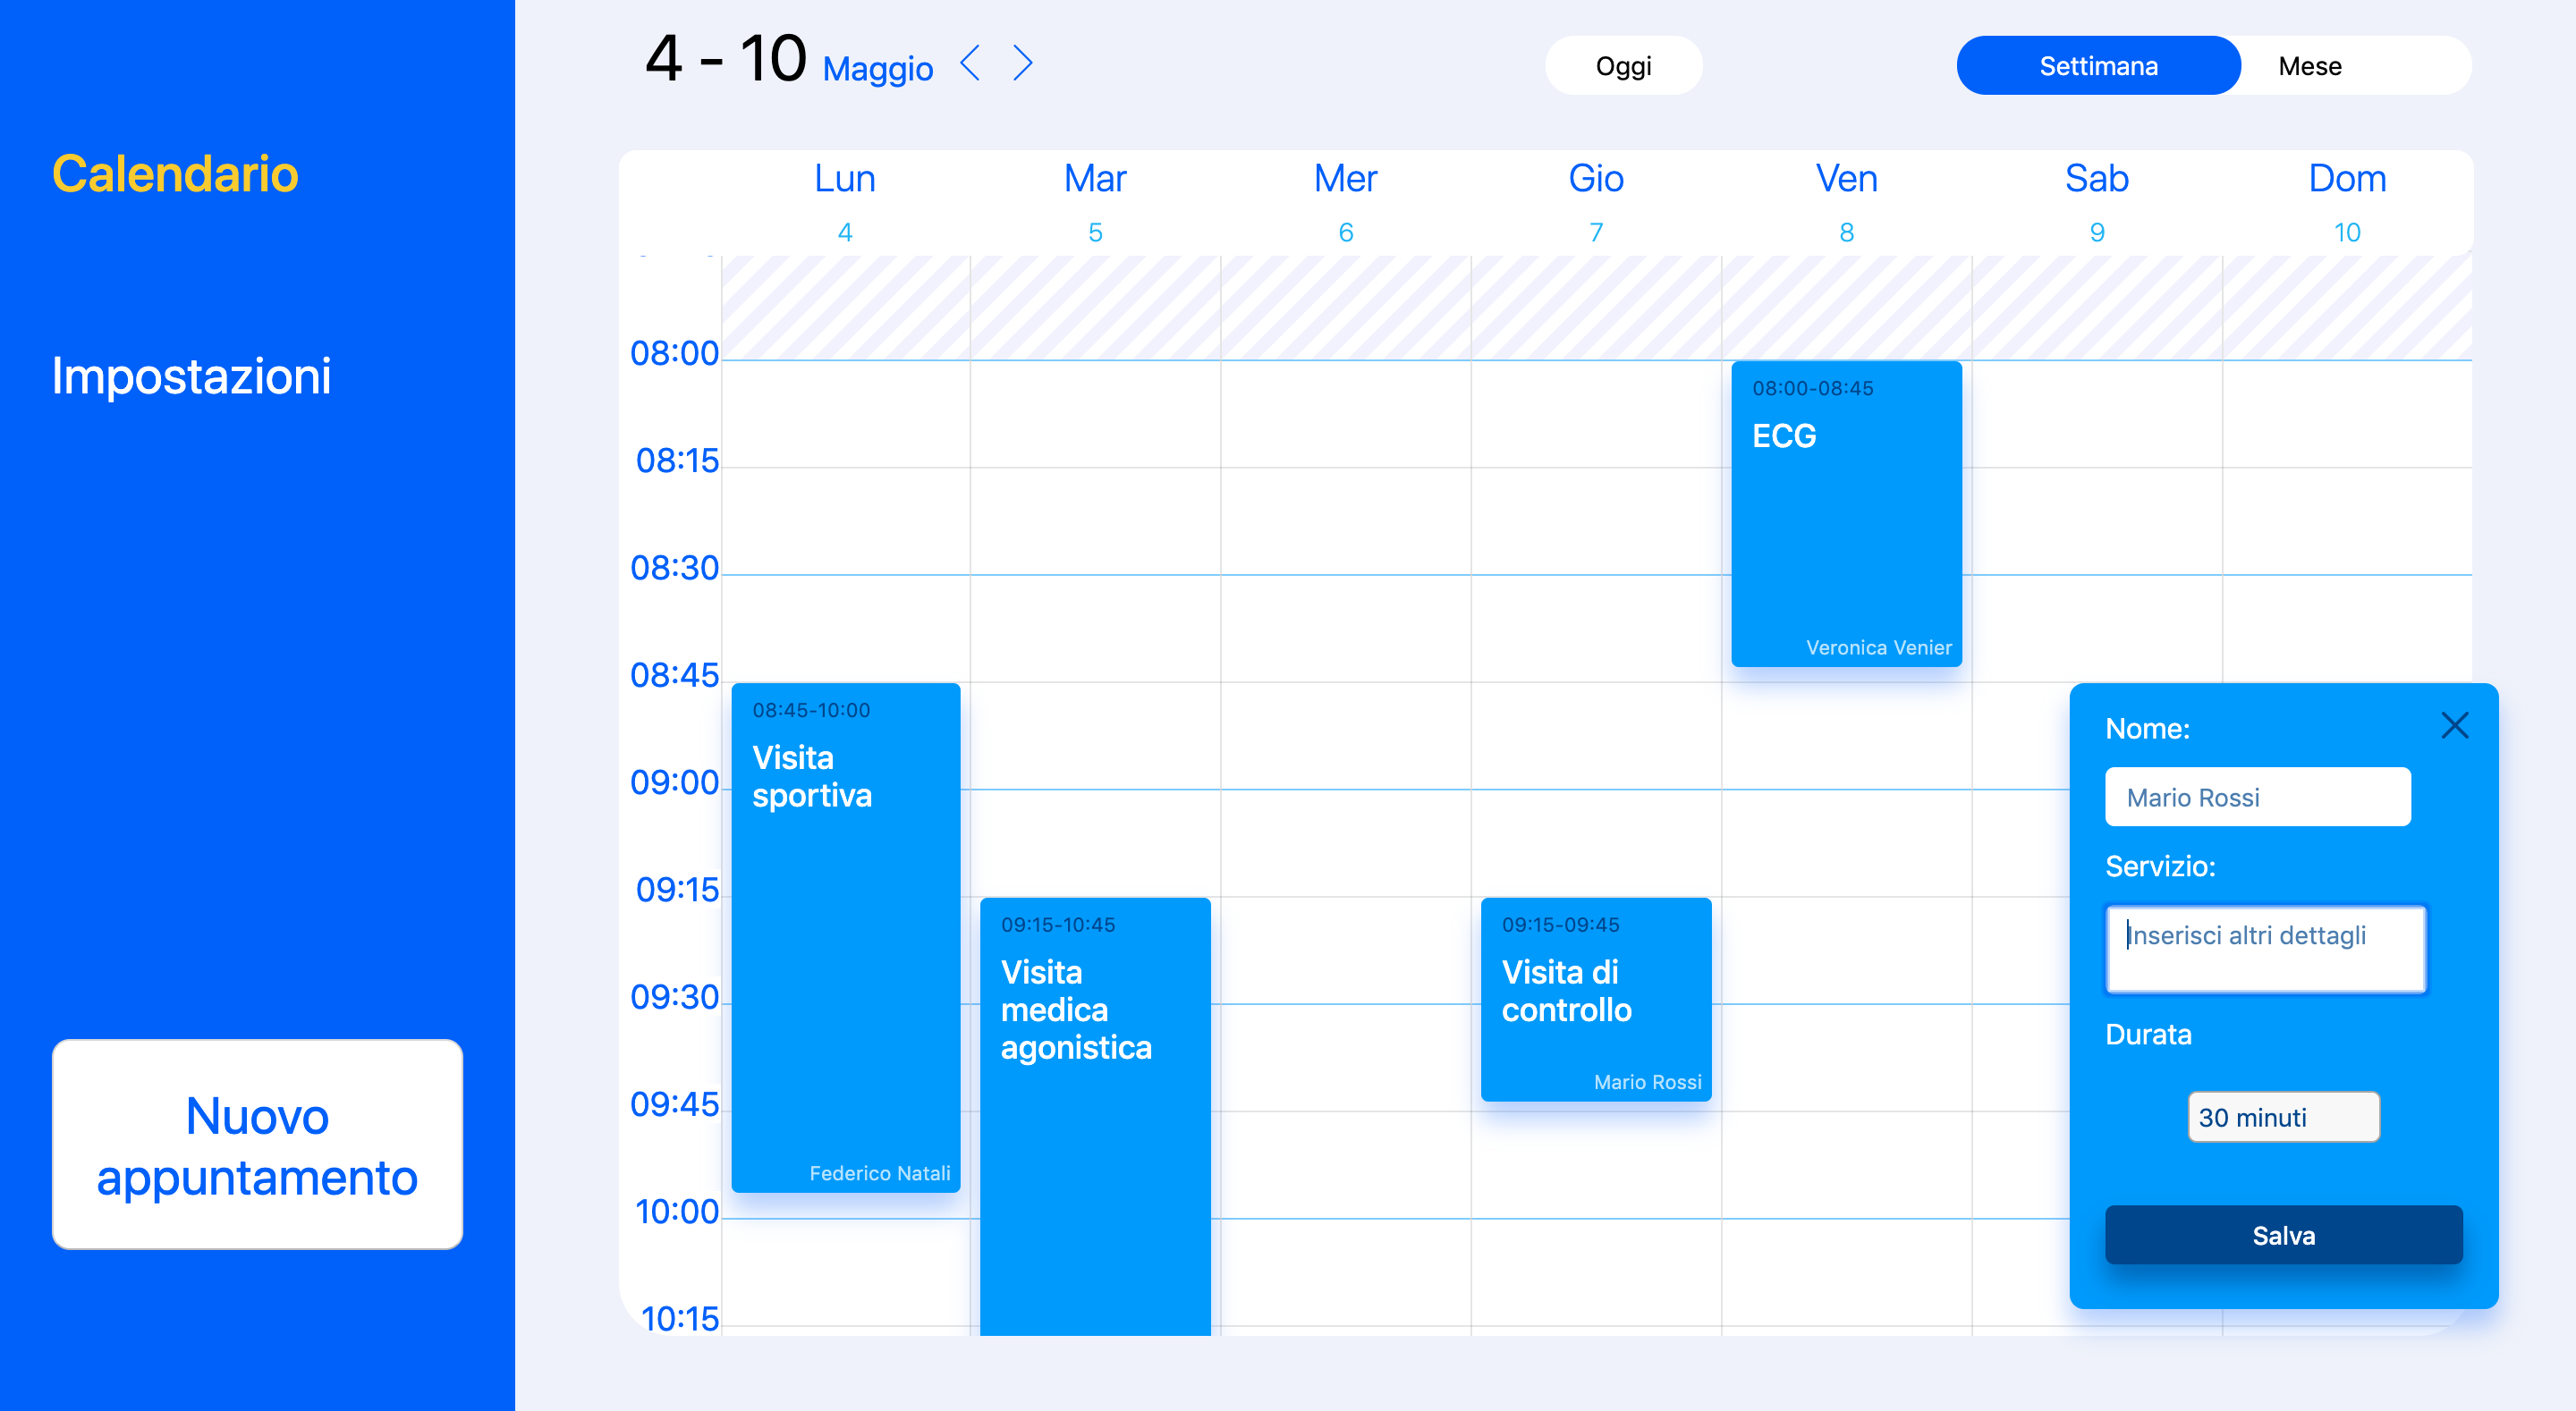 Calendario
Impostazioni
Nuovo
appuntamento
4 - 10 Maggio
Oggi
Settimana
Mese
Lun
Mar
Mer
Gio
Ven
Sab
Dom
4
5
6
7
8
9
10
08:00
08:15
08:30
08:45
09:00
09:15
09:30
09:45
10:00
10:15
08:45-10:00
Visita
sportiva
Federico Natali
09:15-10:45
Visita
medica
agonistica
09:15-09:45
Visita di
controllo
Mario Rossi
08:00-08:45
ECG
Veronica Venier
Nome:
Mario Rossi
Servizio:
Inserisci altri dettagli
Durata
30 minuti
Salva